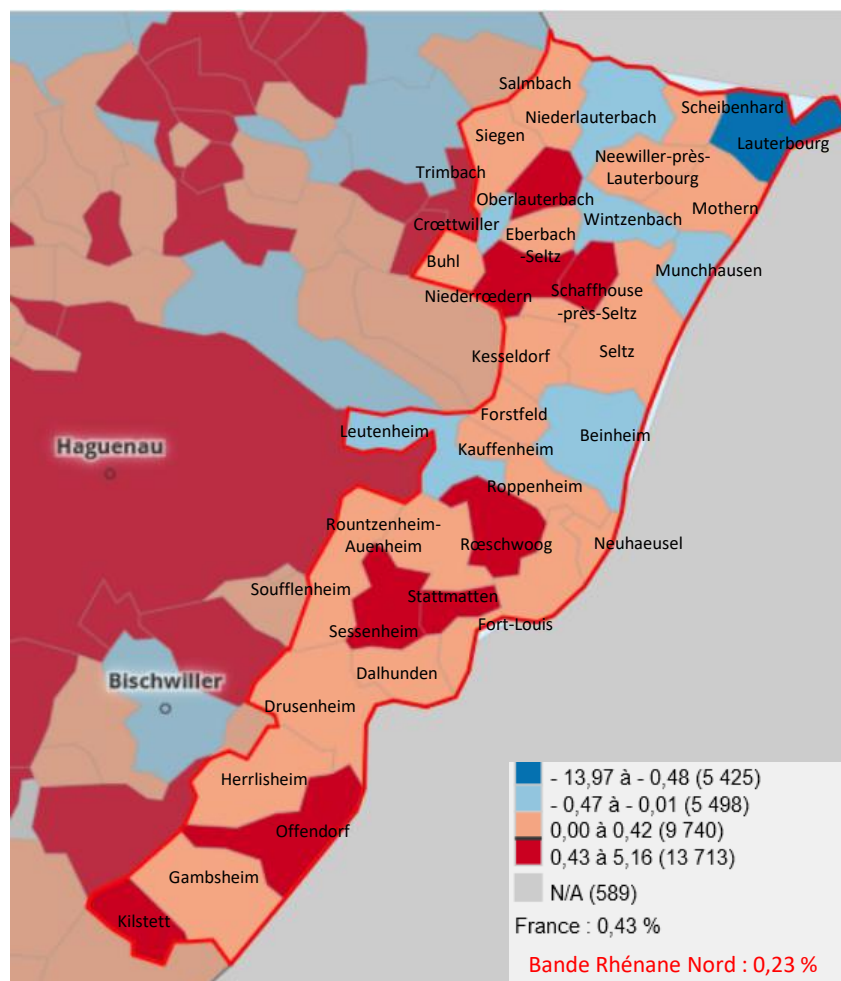 Salmbach
Niederlauterbach
Scheibenhard
Lauterbourg
Siegen
Neewiller-près-
Lauterbourg
Trimbach
Oberlauterbach
Mothern
Wintzenbach
Crœttwiller
Eberbach
-Seltz
Buhl
Munchhausen
Niederrœdern
Schaffhouse
-près-Seltz
Kesseldorf
Seltz
Forstfeld
Leutenheim
Beinheim
Haguenau
Kauffenheim
Roppenheim
Rountzenheim-
Auenheim
Rœschwoog
Neuhaeusel
Soufflenheim
Stattmatten
Sessenheim
Fort-Louis
Dalhunden
Bischwiller
Drusenheim
Herrlisheim
Offendorf
Gambsheim
Kilstett
- 13,97 à - 0,48 (5 425)
- 0,47 à - 0,01 (5 498)
0,00 à 0,42 (9 740)
0,43 à 5,16 (13 713)
N/A (589)
France : 0,43 %
Bande Rhénane Nord : 0,23 %